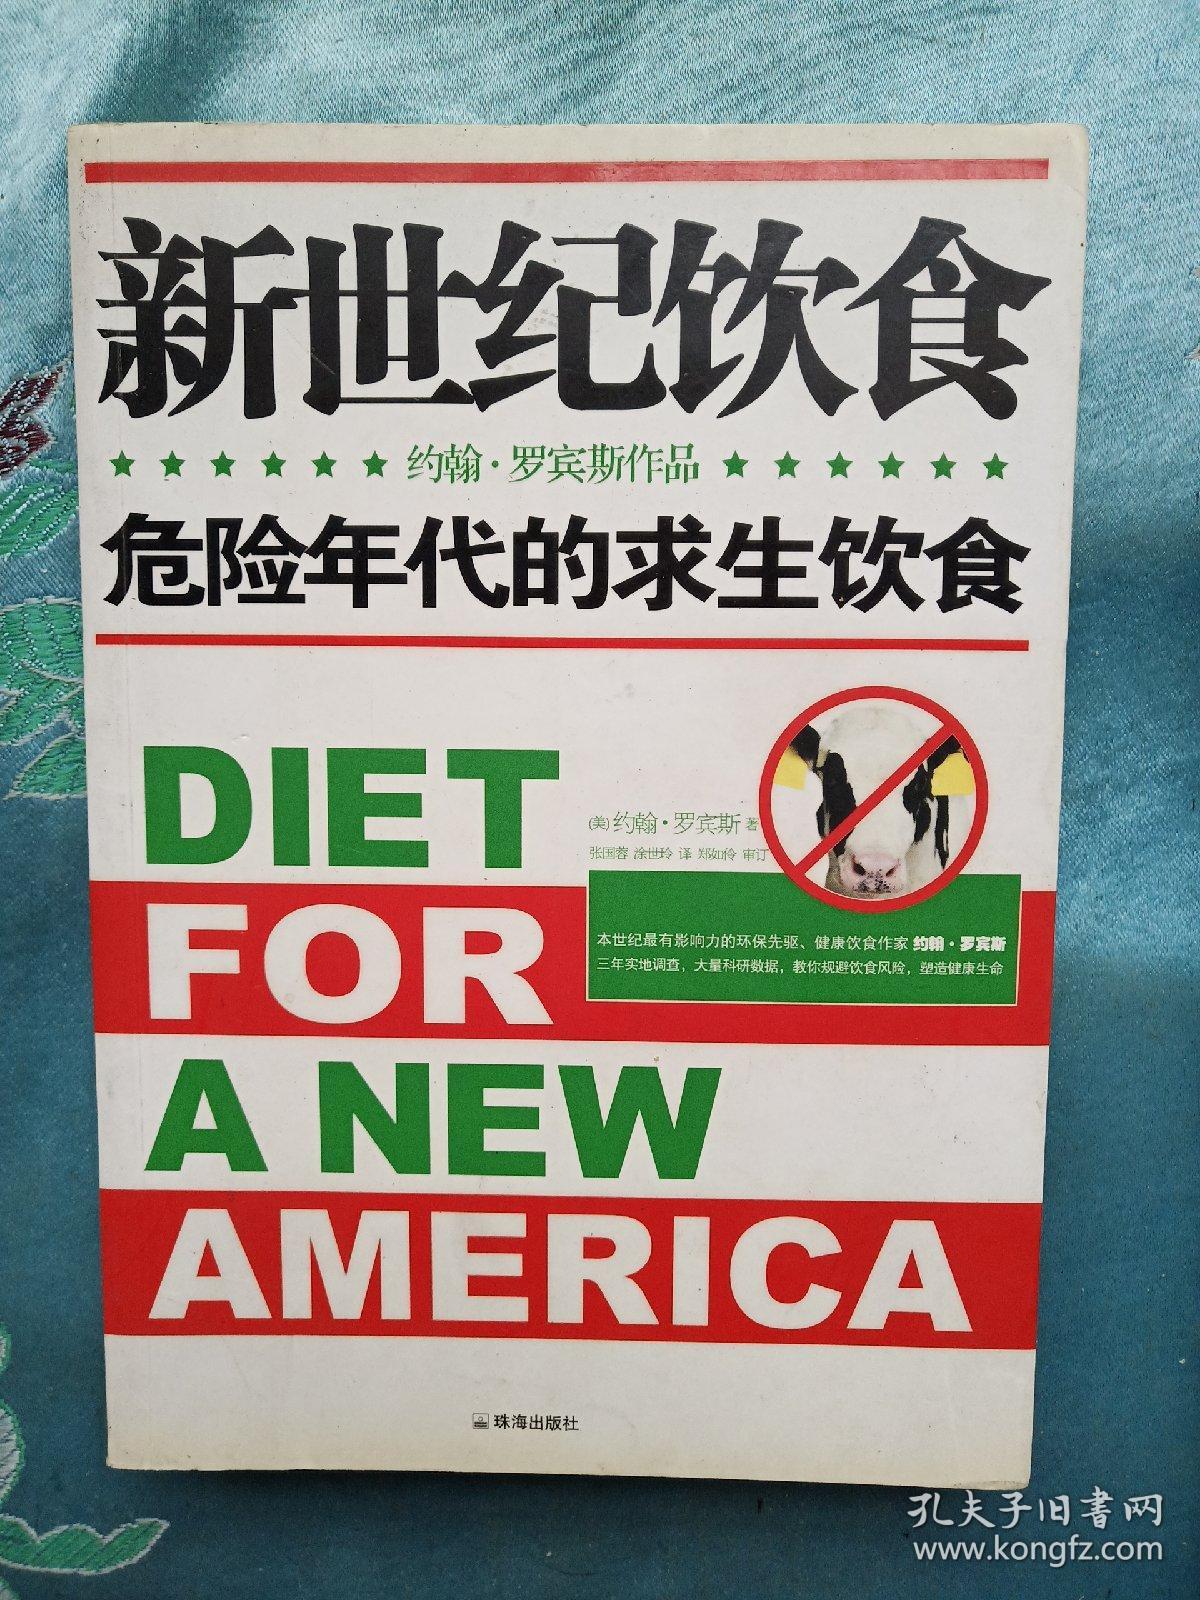 新世纪饮食
★★★★★★ 约翰·罗宾斯作品 ★★★★★★
危险年代的求生饮食
DIET
FOR
A NEW
AMERICA
(美)约翰·罗宾斯 著
张国蓉 涂世玲 译 郑如伶 审订
本世纪最有影响力的环保先驱、健康饮食作家 约翰·罗宾斯
三年实地调查，大量科研数据，教你规避饮食风险，塑造健康生命
珠海出版社
孔夫子旧书网
www.kongfz.com